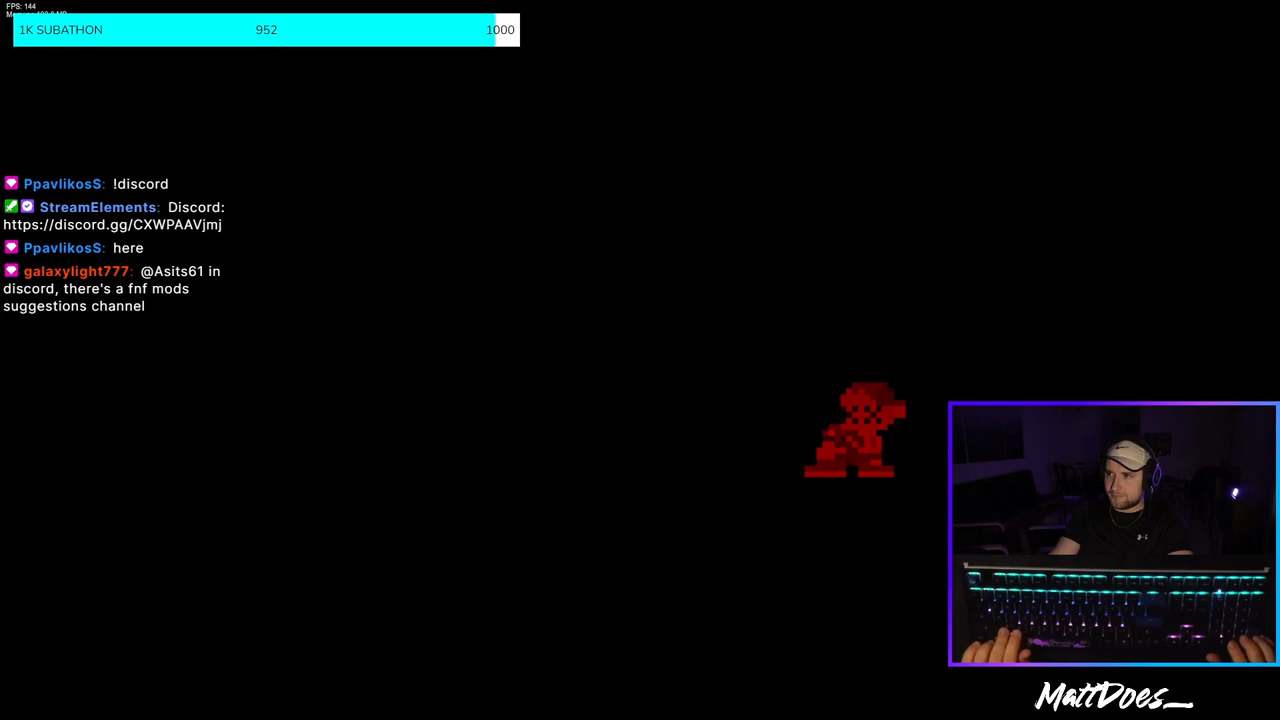 FPS: 144
1K SUBATHON 952 1000
PpavlikosS: !discord
StreamElements: Discord:
https://discord.gg/CXWPAAVjmj
PpavlikosS: here
galaxylight777: @Asits61 in
discord, there's a fnf mods
suggestions channel
MattDoes_